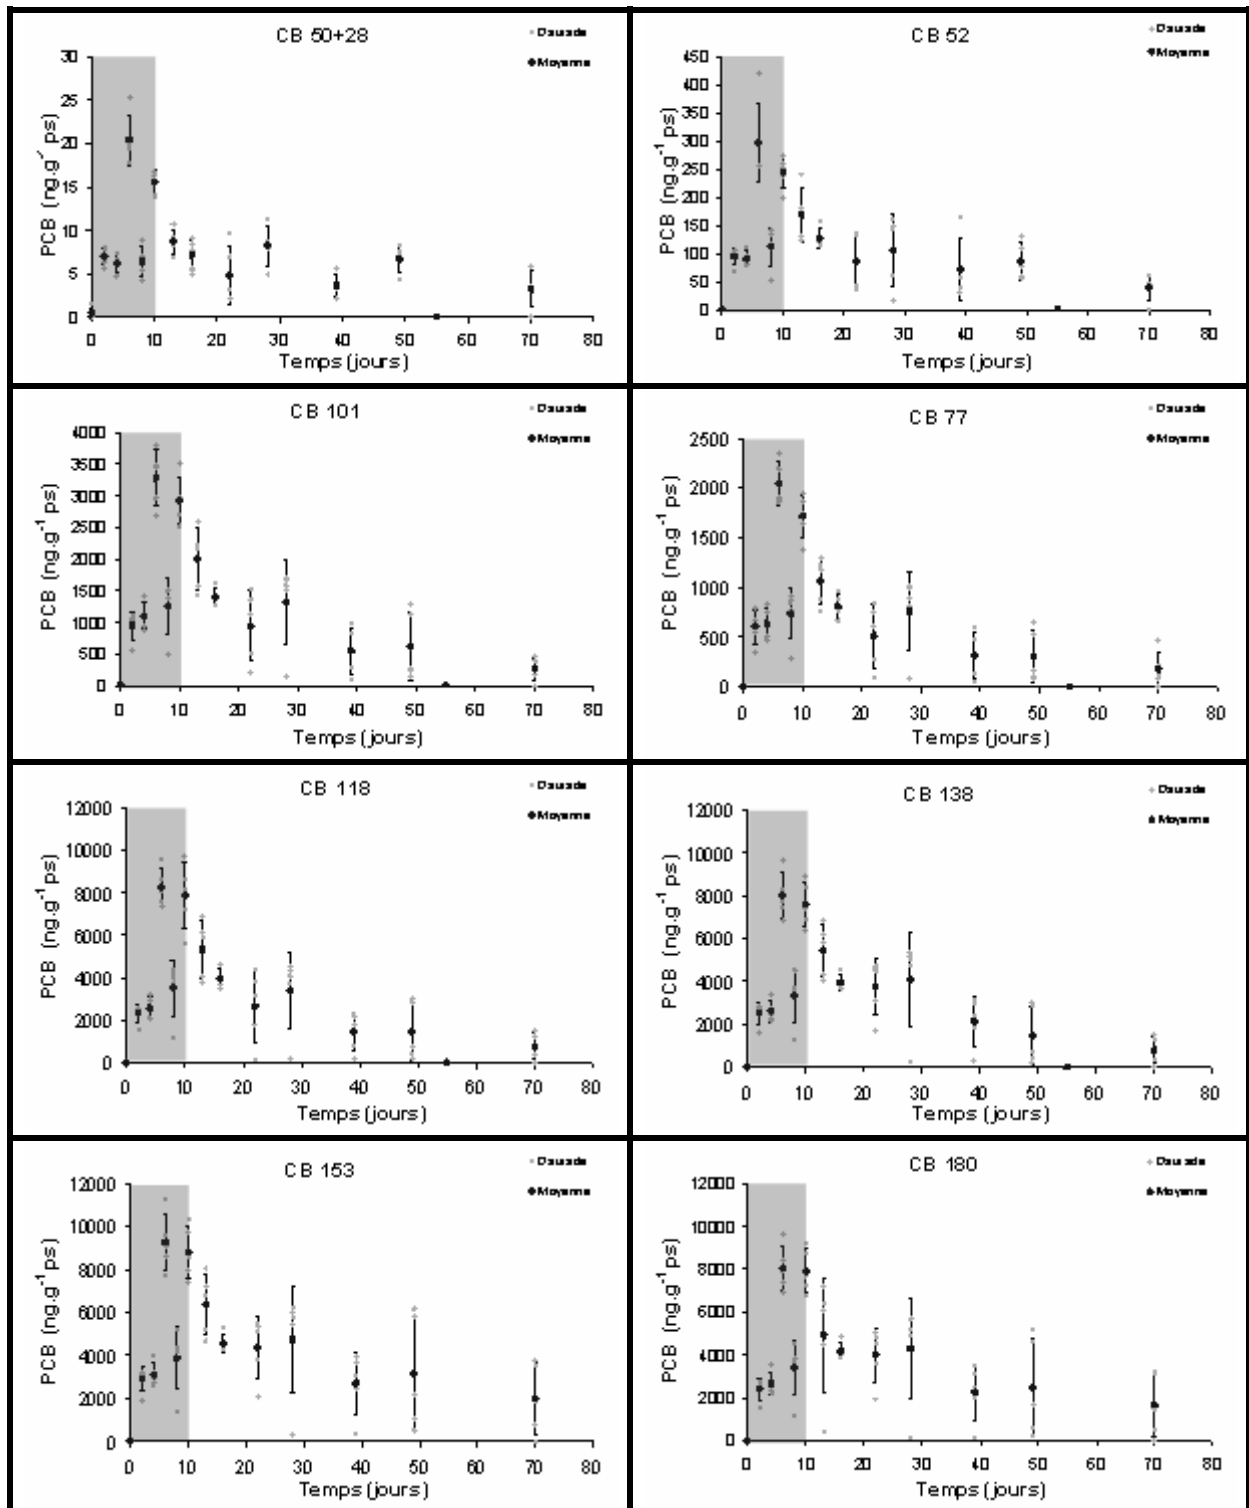 CB 50+28
Daurade
Moyenne
PCB (ng.g-1 ps)
30
25
20
15
10
5
0
0 10 20 30 40 50 60 70 80
Temps (jours)
CB 52
Daurade
Moyenne
PCB (ng.g-1 ps)
450
400
350
300
250
200
150
100
50
0
0 10 20 30 40 50 60 70 80
Temps (jours)
CB 101
Daurade
Moyenne
PCB (ng.g-1 ps)
4000
3500
3000
2500
2000
1500
1000
500
0
0 10 20 30 40 50 60 70 80
Temps (jours)
CB 77
Daurade
Moyenne
PCB (ng.g-1 ps)
2500
2000
1500
1000
500
0
0 10 20 30 40 50 60 70 80
Temps (jours)
CB 118
Daurade
Moyenne
PCB (ng.g-1 ps)
12000
10000
8000
6000
4000
2000
0
0 10 20 30 40 50 60 70 80
Temps (jours)
CB 138
Daurade
Moyenne
PCB (ng.g-1 ps)
12000
10000
8000
6000
4000
2000
0
0 10 20 30 40 50 60 70 80
Temps (jours)
CB 153
Daurade
Moyenne
PCB (ng.g-1 ps)
12000
10000
8000
6000
4000
2000
0
0 10 20 30 40 50 60 70 80
Temps (jours)
CB 180
Daurade
Moyenne
PCB (ng.g-1 ps)
12000
10000
8000
6000
4000
2000
0
0 10 20 30 40 50 60 70 80
Temps (jours)